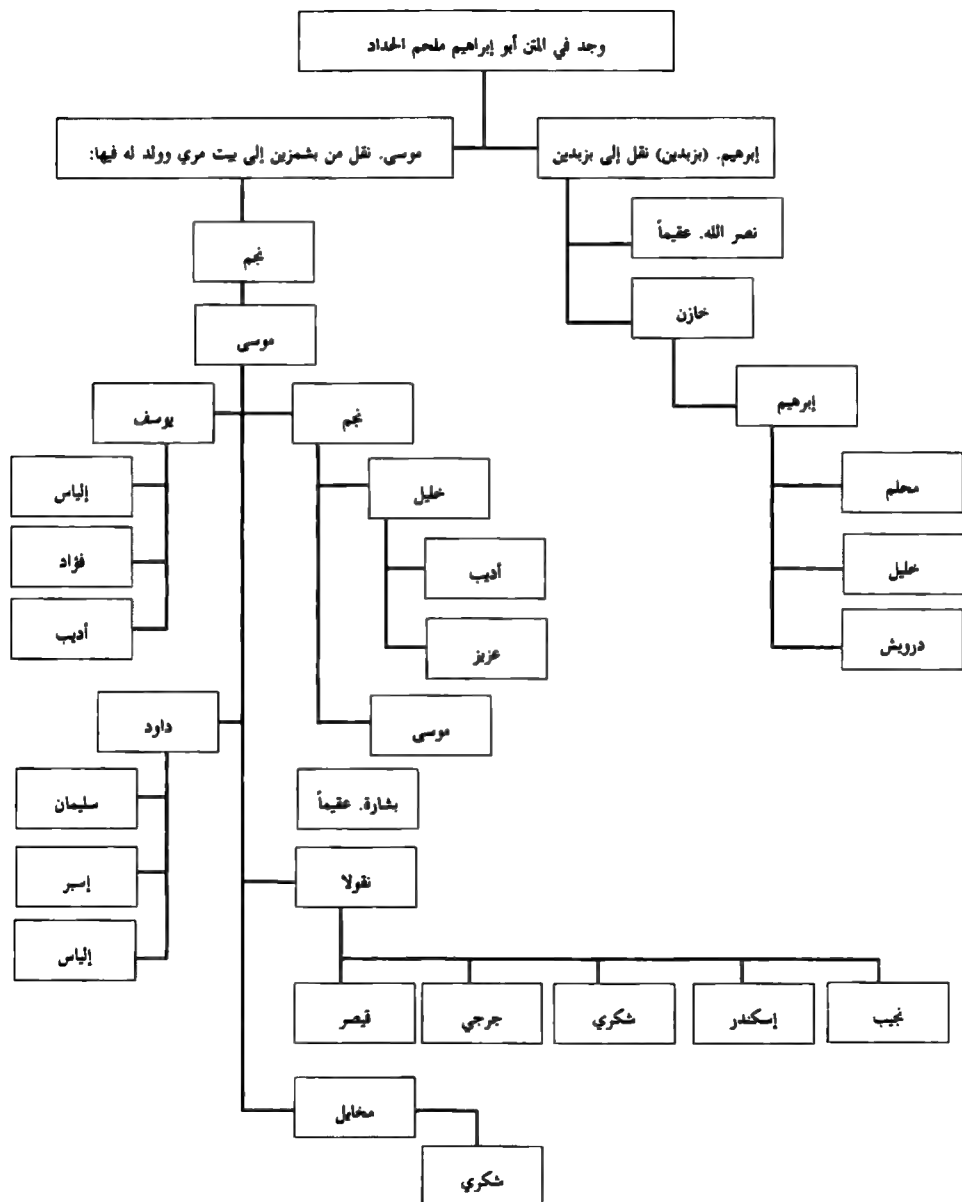 وجد في المتن أبو إبراهيم ملحم الحداد
إبرهيم. (بزبدين) نقل إلى بزبدين
موسى. نقل من بشمزين إلى بيت مري وولد له فيها:
نصر الله. عقيماً
نجم
خازن
موسى
إبرهيم
نجم
يوسف
محلم
خليل
إلياس
خليل
أديب
فؤاد
درويش
عزيز
أديب
موسى
داود
بشارة. عقيماً
سليمان
نقولا
إسبر
إلياس
نجيب
إسكندر
شكري
جرجي
قيصر
مخايل
شكري